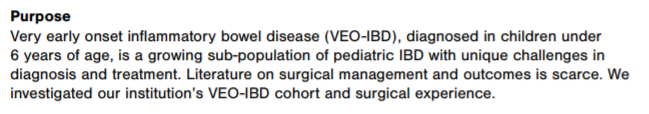 Purpose
Very early onset inflammatory bowel disease (VEO-IBD), diagnosed in children under
6 years of age, is a growing sub-population of pediatric IBD with unique challenges in
diagnosis and treatment. Literature on surgical management and outcomes is scarce. We
investigated our institution's VEO-IBD cohort and surgical experience.